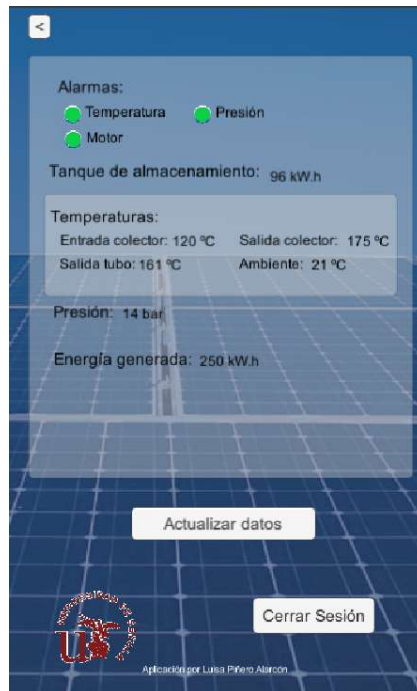 <
Alarmas:
Temperatura Presión
Motor
Tanque de almacenamiento: 96 kW.h
Temperaturas:
Entrada colector: 120 ºC Salida colector: 175 ºC
Salida tubo: 161 ºC Ambiente: 21 ºC
Presión: 14 bar
Energía generada: 250 kW.h
Actualizar datos
Cerrar Sesión
Aplicación por Luisa Piñero Alarcón